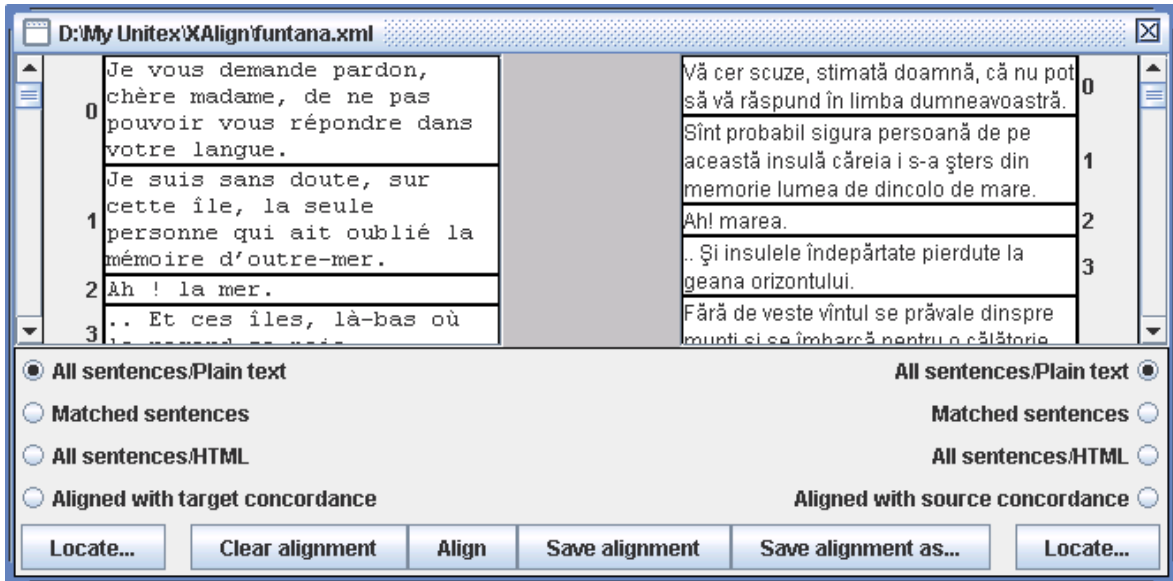 D:\My Unitex\XAlign\funtana.xml
0
Je vous demande pardon,
chère madame, de ne pas
pouvoir vous répondre dans
votre langue.
1
Je suis sans doute, sur
cette île, la seule
personne qui ait oublié la
mémoire d'outre-mer.
2
Ah ! la mer.
3
.. Et ces îles, là-bas où
Vă cer scuze, stimată doamnă, că nu pot
să vă răspund în limba dumneavoastră.
0
Sînt probabil sigura persoană de pe
această insulă căreia i s-a şters din
memorie lumea de dincolo de mare.
1
Ah! marea.
2
.. Şi insulele îndepărtate pierdute la
geana orizontului.
3
Fără de veste vîntul se prăvale dinspre
munţi şi se îmbarcă pentru o călătorie
All sentences/Plain text
All sentences/Plain text
Matched sentences
Matched sentences
All sentences/HTML
All sentences/HTML
Aligned with target concordance
Aligned with source concordance
Locate...
Clear alignment
Align
Save alignment
Save alignment as...
Locate...